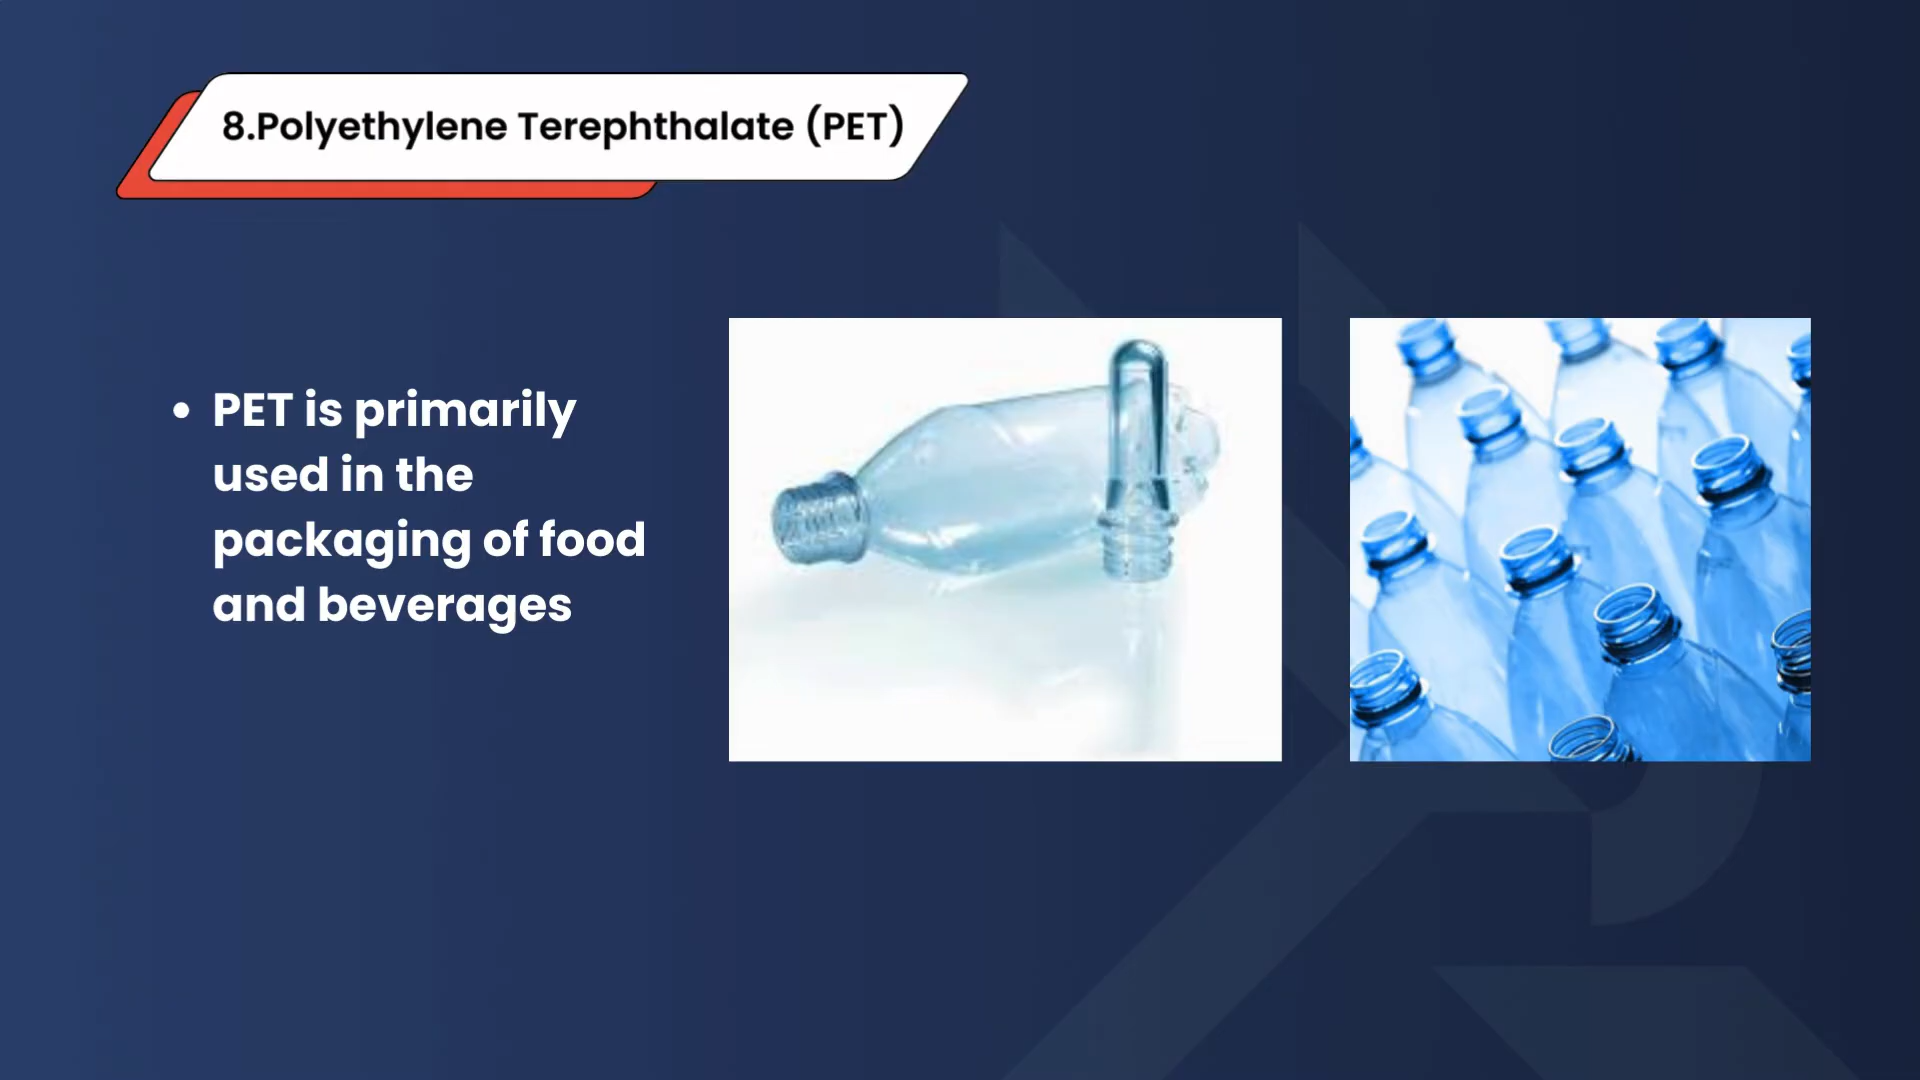 8.Polyethylene Terephthalate (PET)
• PET is primarily
used in the
packaging of food
and beverages